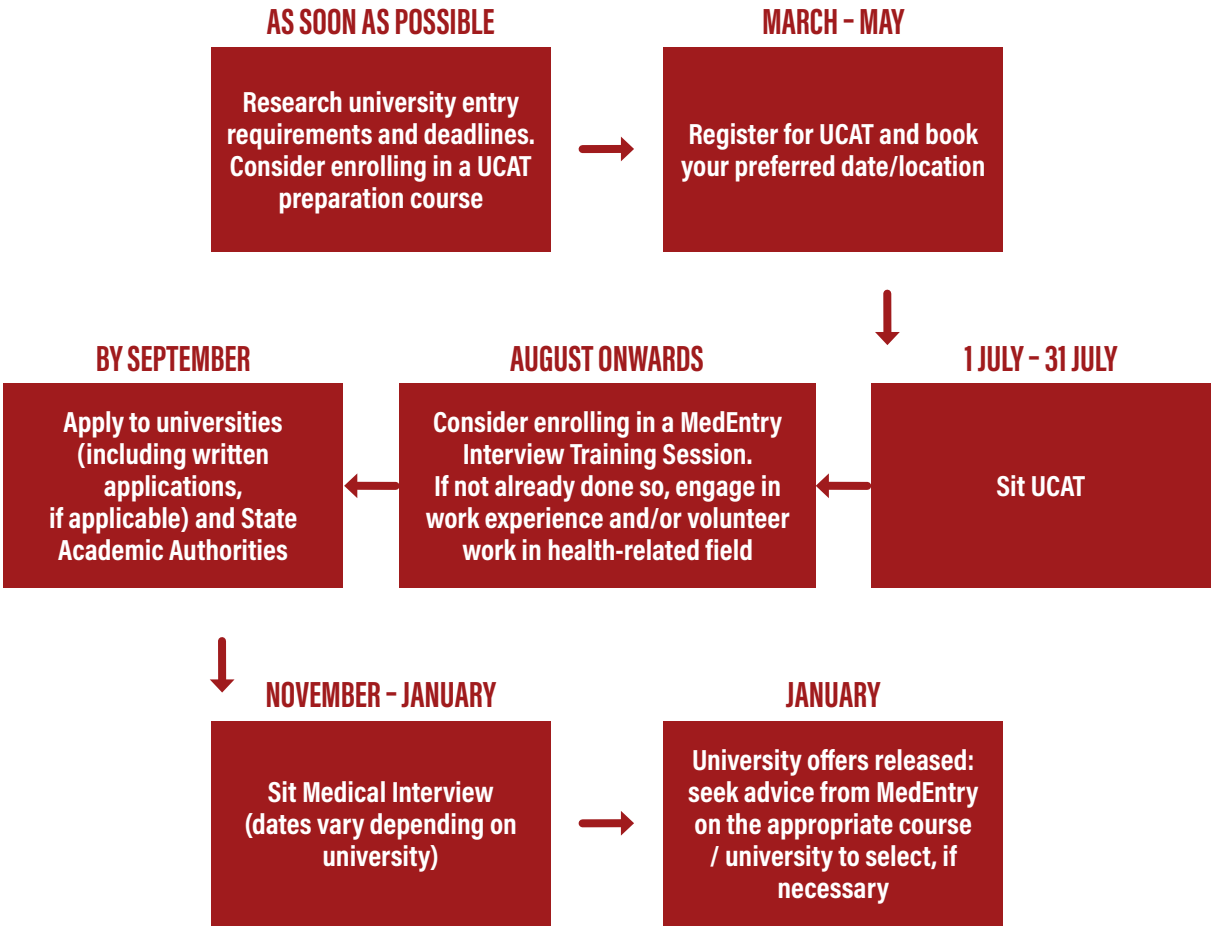 AS SOON AS POSSIBLE
Research university entry
requirements and deadlines.
Consider enrolling in a UCAT
preparation course
MARCH – MAY
Register for UCAT and book
your preferred date/location
1 JULY – 31 JULY
Sit UCAT
AUGUST ONWARDS
Consider enrolling in a MedEntry
Interview Training Session.
If not already done so, engage in
work experience and/or volunteer
work in health-related field
BY SEPTEMBER
Apply to universities
(including written
applications,
if applicable) and State
Academic Authorities
NOVEMBER – JANUARY
Sit Medical Interview
(dates vary depending on
university)
JANUARY
University offers released:
seek advice from MedEntry
on the appropriate course
/ university to select, if
necessary